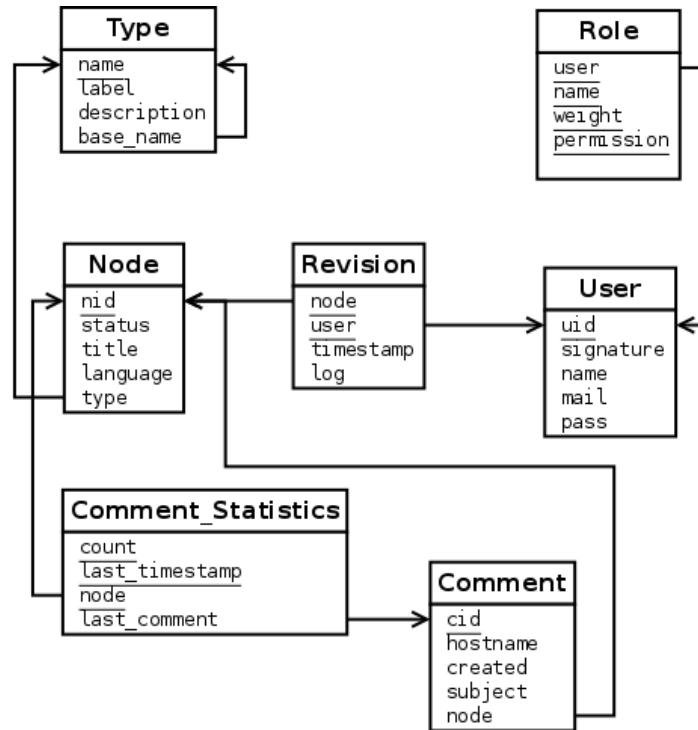 Type
name
label
description
base_name
Role
user
name
weight
permission
Node
nid
status
title
language
type
Revision
node
user
timestamp
log
User
uid
signature
name
mail
pass
Comment_Statistics
count
last_timestamp
node
last_comment
Comment
cid
hostname
created
subject
node